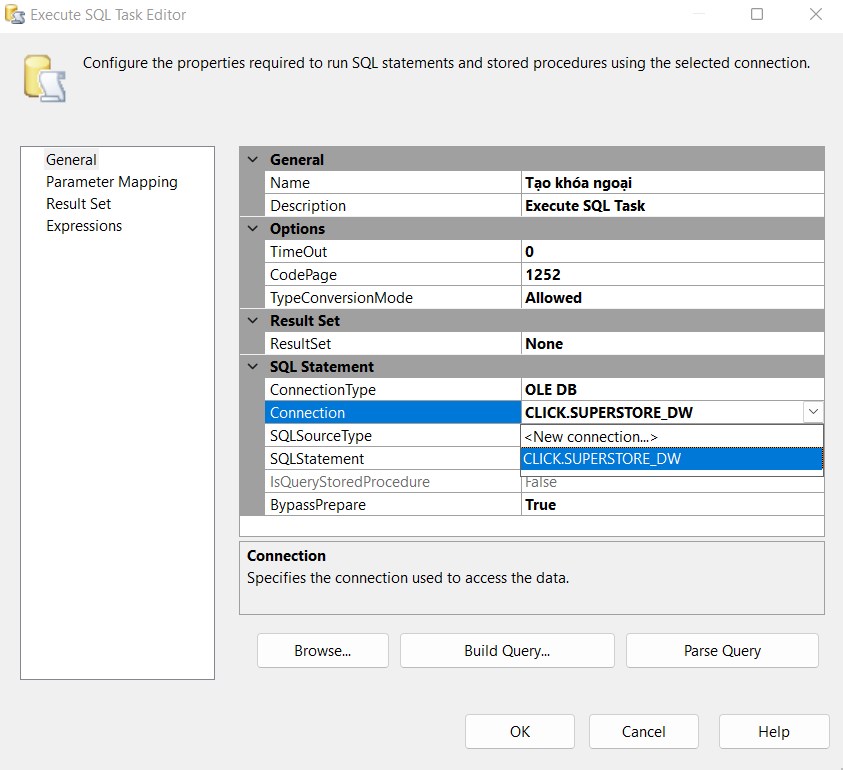 Execute SQL Task Editor
Configure the properties required to run SQL statements and stored procedures using the selected connection.
General
Parameter Mapping
Result Set
Expressions
General
Name Tạo khóa ngoại
Description Execute SQL Task
Options
TimeOut 0
CodePage 1252
TypeConversionMode Allowed
Result Set
ResultSet None
SQL Statement
ConnectionType OLE DB
Connection CLICK.SUPERSTORE_DW
SQLSourceType <New connection...>
SQLStatement CLICK.SUPERSTORE_DW
IsQueryStoredProcedure False
BypassPrepare True
Connection
Specifies the connection used to access the data.
Browse... Build Query... Parse Query
OK Cancel Help